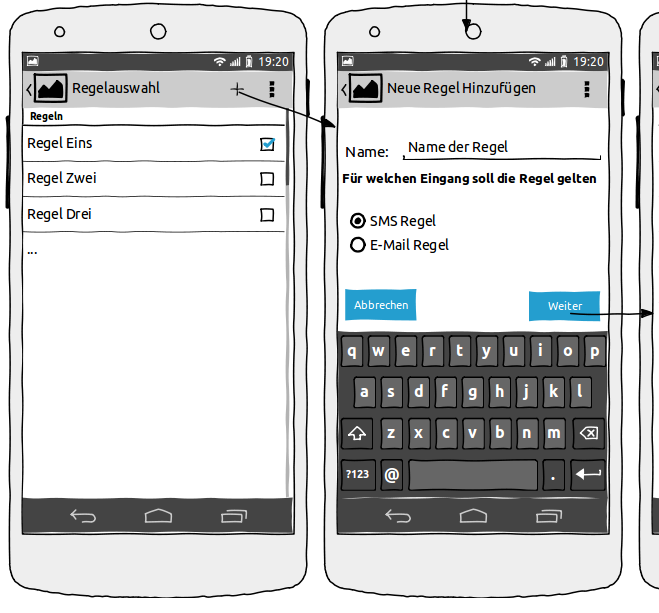 19:20
Regelauswahl
Regeln
Regel Eins
Regel Zwei
Regel Drei
...
19:20
Neue Regel Hinzufügen
Name: Name der Regel
Für welchen Eingang soll die Regel gelten
SMS Regel
E-Mail Regel
Abbrechen Weiter
q w e r t y u i o p
a s d f g h j k l
z x c v b n m
?123 @ .